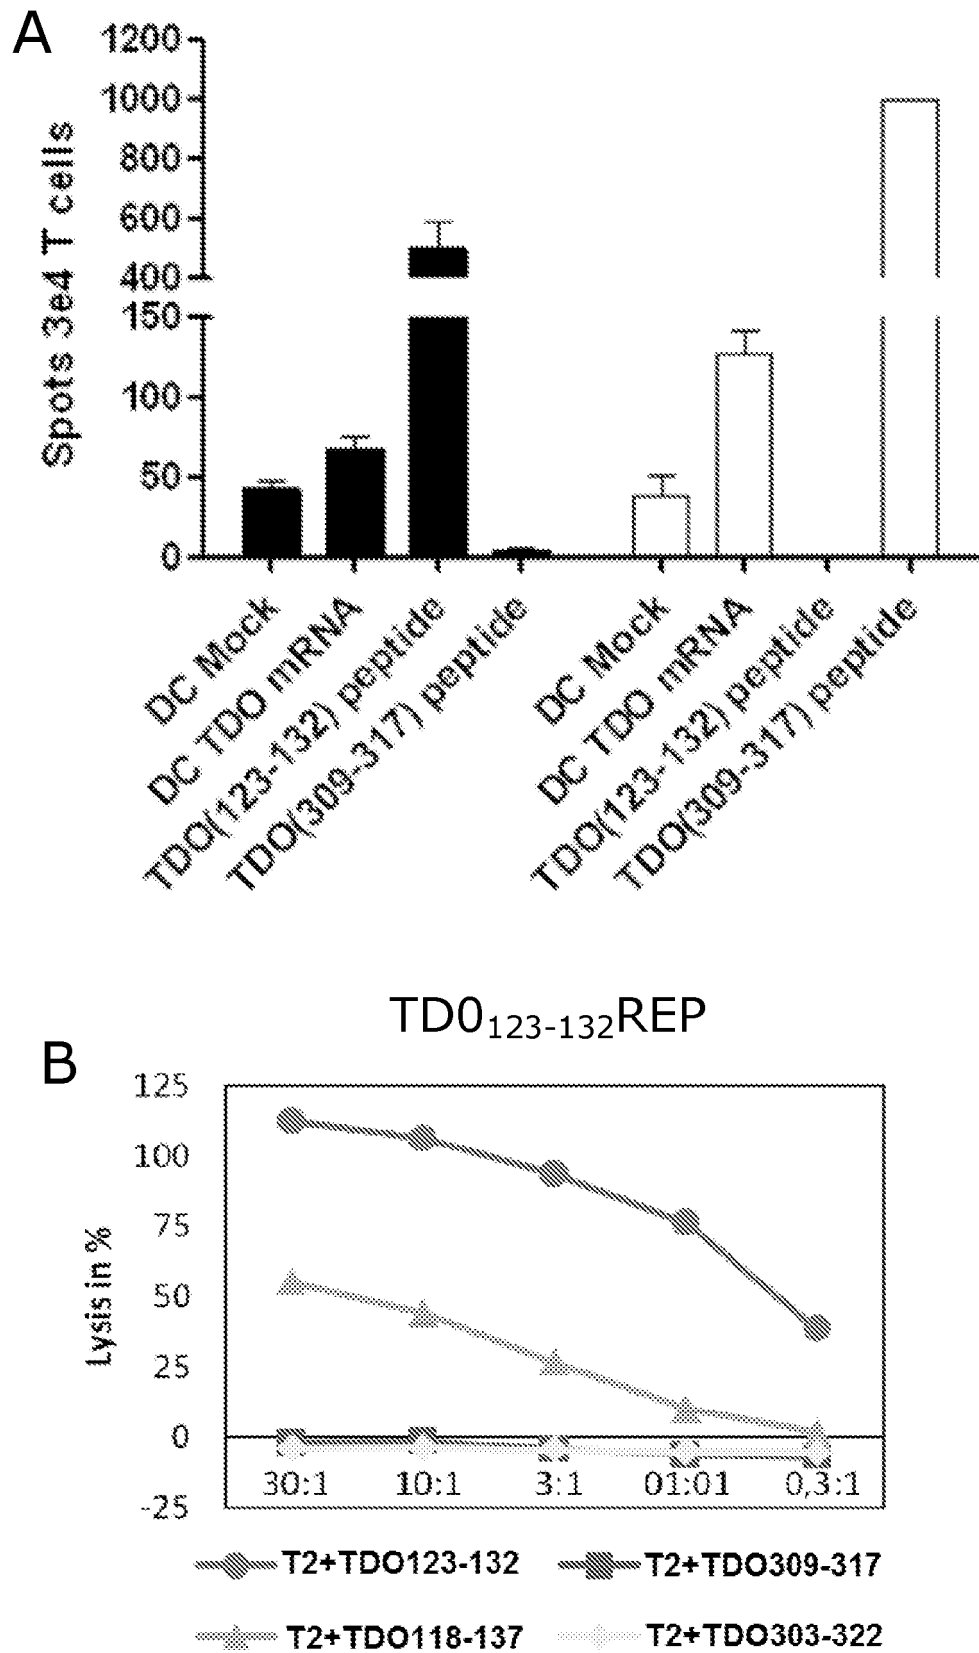 A
Spots 3e4 T cells
1200
1000
800
600
400
150
100
50
0
DC Mock
DC TDO mRNA
TDO(123-132) peptide
TDO(309-317) peptide
DC Mock
DC TDO mRNA
TDO(123-132) peptide
TDO(309-317) peptide
TD0123-132REP
B
Lysis in %
125
100
75
50
25
0
-25
30:1 10:1 3:1 01:01 0,3:1
T2+TDO123-132 T2+TDO309-317
T2+TDO118-137 T2+TDO303-322